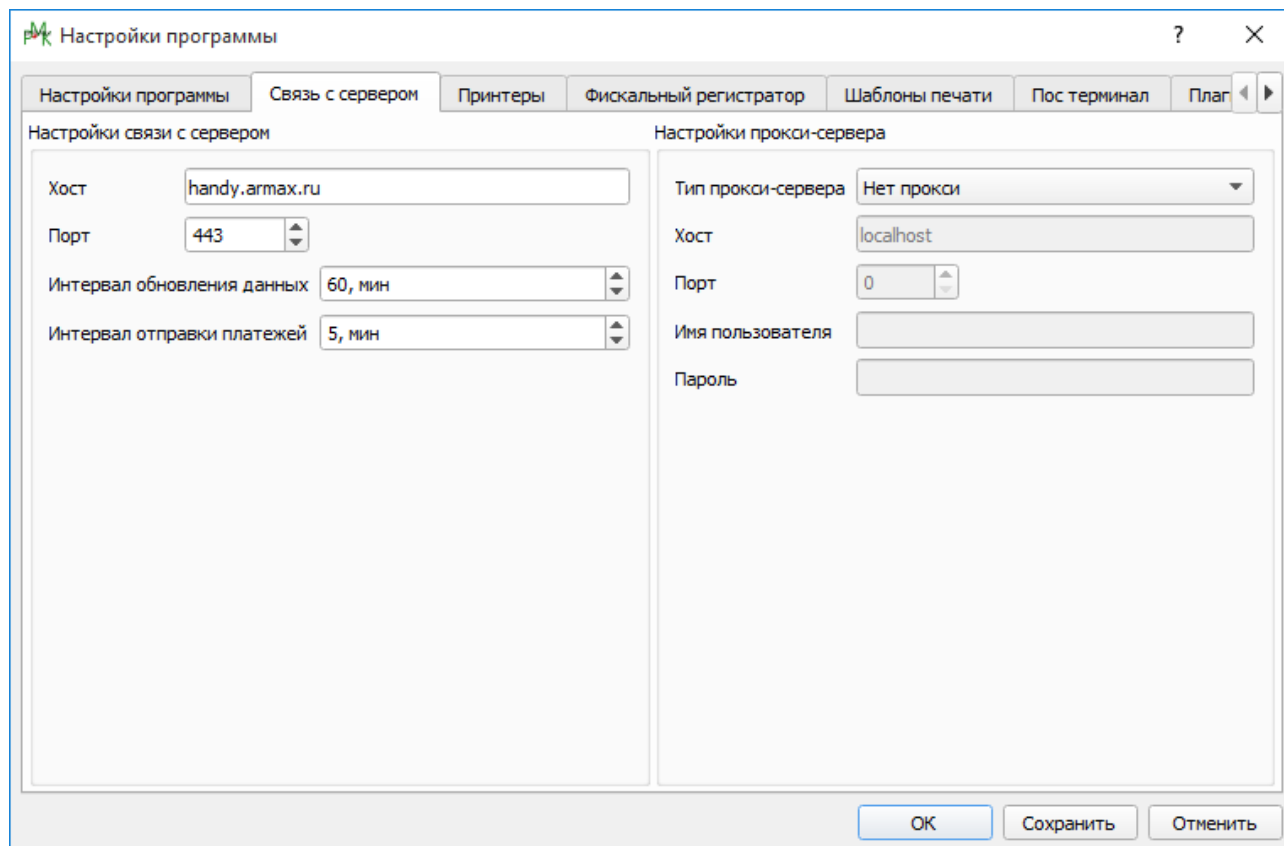 Настройки программы
?
Настройки программы Связь с сервером Принтеры Фискальный регистратор Шаблоны печати Пос терминал Плаг
Настройки связи с сервером
Хост handy.armax.ru
Порт 443
Интервал обновления данных 60, мин
Интервал отправки платежей 5, мин
Настройки прокси-сервера
Тип прокси-сервера Нет прокси
Хост localhost
Порт 0
Имя пользователя
Пароль
ОК Сохранить Отменить